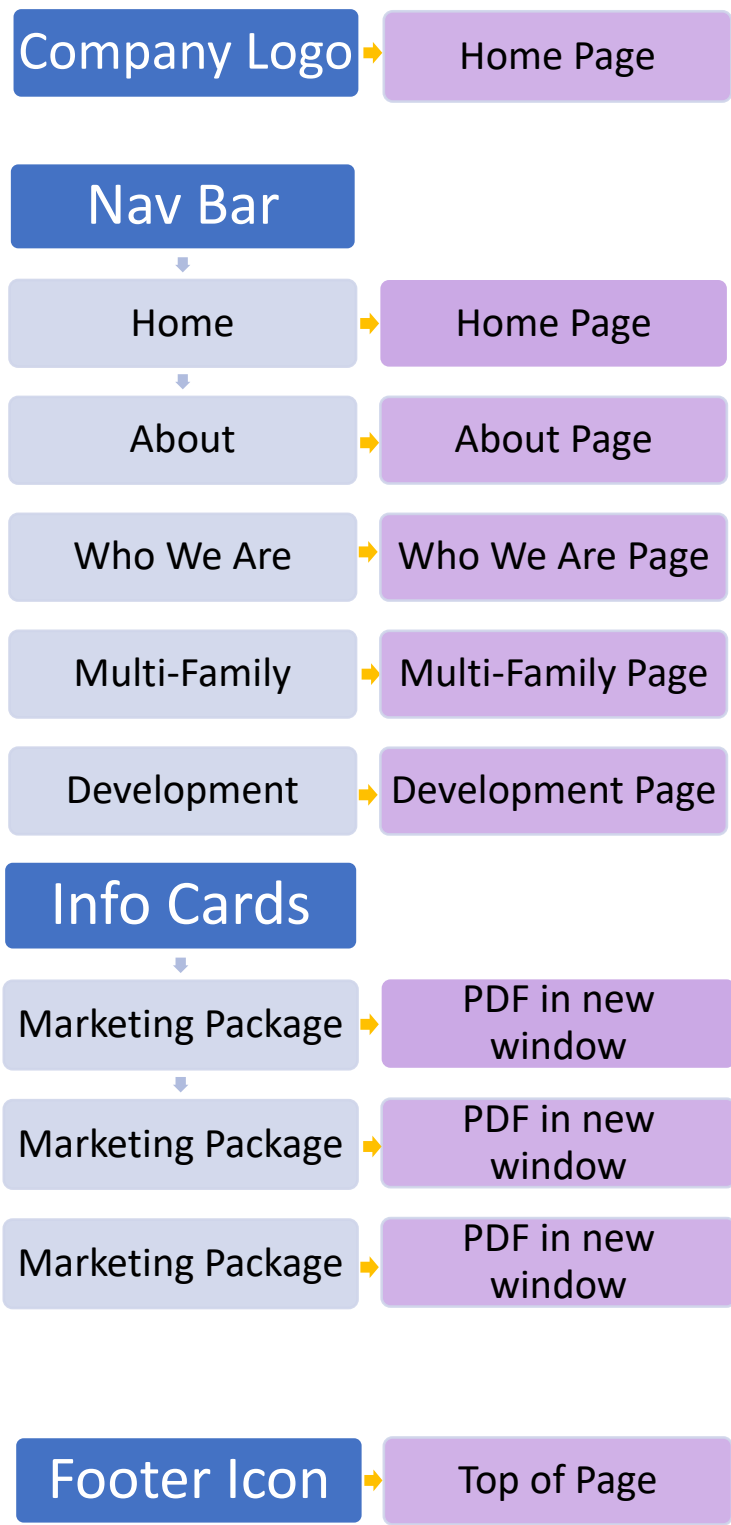 Company Logo
Home Page
Nav Bar
Home
Home Page
About
About Page
Who We Are
Who We Are Page
Multi-Family
Multi-Family Page
Development
Development Page
Info Cards
Marketing Package
PDF in new
window
Marketing Package
PDF in new
window
Marketing Package
PDF in new
window
Footer Icon
Top of Page